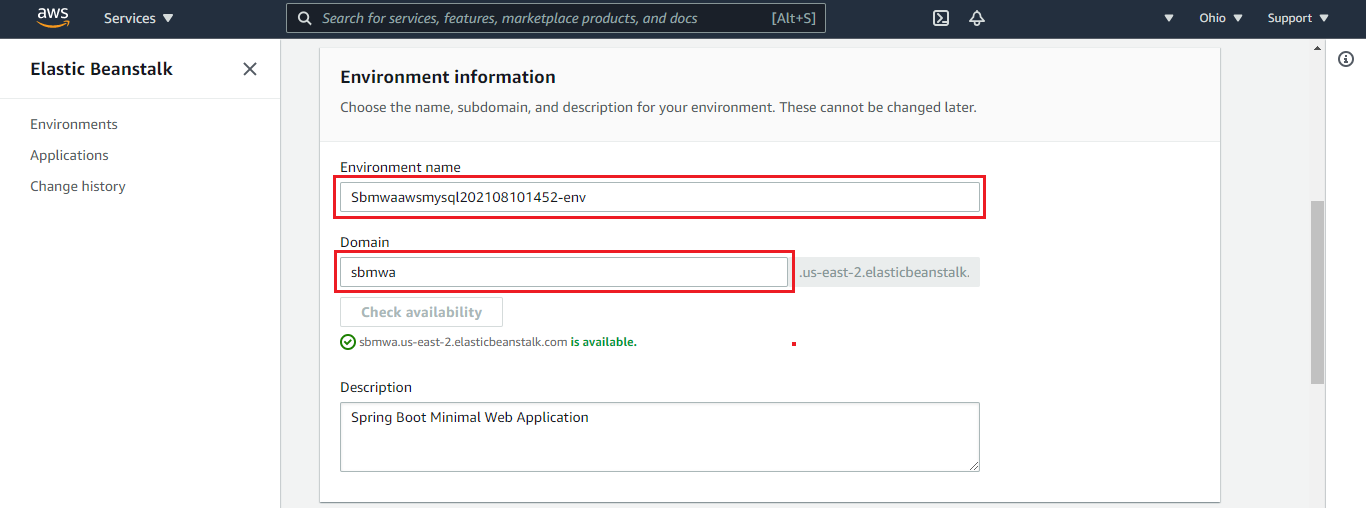 aws
Services
Search for services, features, marketplace products, and docs [Alt+S]
Ohio
Support
Elastic Beanstalk
Environments
Applications
Change history
Environment information
Choose the name, subdomain, and description for your environment. These cannot be changed later.
Environment name
Sbmwaawsmysql202108101452-env
Domain
sbmwa .us-east-2.elasticbeanstalk.
Check availability
sbmwa.us-east-2.elasticbeanstalk.com is available.
Description
Spring Boot Minimal Web Application